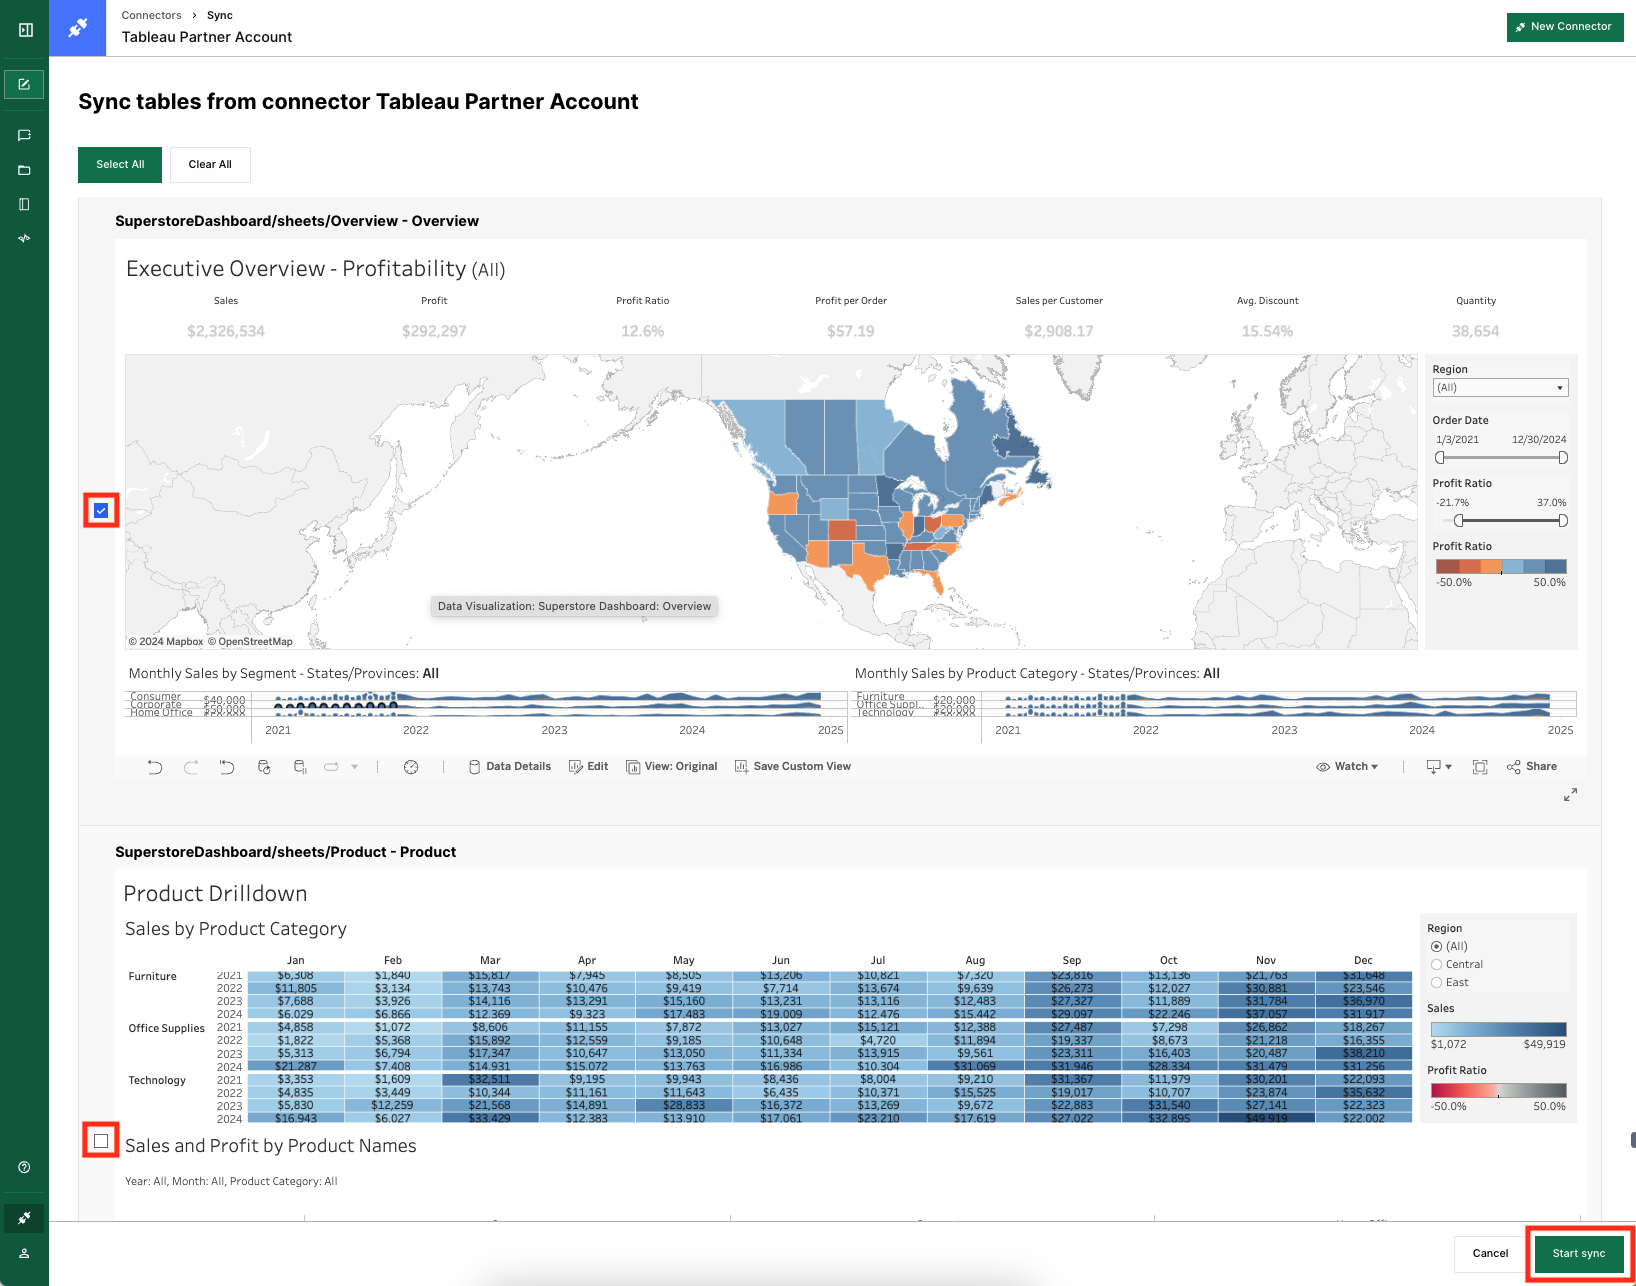 Connectors › Sync
Tableau Partner Account
New Connector
Sync tables from connector Tableau Partner Account
Select All
Clear All
SuperstoreDashboard/sheets/Overview - Overview
Executive Overview - Profitability (All)
Sales Profit Profit Ratio Profit per Order Sales per Customer Avg. Discount Quantity
$2,326,534 $292,297 12.6% $57.19 $2,908.17 15.54% 38,654
Region
(All)
Order Date
1/3/2021 12/30/2024
Profit Ratio
-21.7% 37.0%
Profit Ratio
-50.0% 50.0%
Data Visualization: Superstore Dashboard: Overview
© 2024 Mapbox © OpenStreetMap
Monthly Sales by Segment - States/Provinces: All
Consumer
Corporate $40,000
Home Office
2021 2022 2023 2024 2025
Monthly Sales by Product Category - States/Provinces: All
Furniture $20,000
Office Suppl..
Technology
2021 2022 2023 2024 2025
Data Details Edit View: Original Save Custom View Watch Share
SuperstoreDashboard/sheets/Product - Product
Product Drilldown
Sales by Product Category
Jan Feb Mar Apr May Jun Jul Aug Sep Oct Nov Dec
Furniture 2021 $6,308 $1,840 $15,817 $7,945 $8,505 $13,206 $10,821 $7,320 $23,816 $13,136 $21,763 $31,648
2022 $11,805 $3,134 $13,743 $10,476 $9,419 $7,714 $13,674 $9,639 $26,273 $12,027 $30,881 $23,546
2023 $7,688 $3,926 $14,116 $13,291 $15,160 $13,231 $13,116 $12,483 $27,327 $11,889 $31,784 $36,970
2024 $6,029 $6,866 $12,369 $9,323 $17,483 $19,009 $12,476 $15,442 $29,097 $22,246 $37,057 $31,917
Office Supplies 2021 $4,858 $1,072 $8,606 $11,155 $7,872 $13,027 $15,121 $12,388 $27,487 $7,298 $26,862 $18,267
2022 $1,822 $5,368 $15,892 $12,559 $9,185 $10,648 $4,720 $11,894 $19,337 $8,673 $21,218 $16,355
2023 $5,313 $6,794 $17,347 $10,647 $13,050 $11,334 $13,915 $9,561 $23,311 $16,403 $20,487 $38,210
2024 $21,287 $7,408 $14,931 $15,072 $13,763 $16,986 $10,304 $31,069 $31,946 $28,334 $31,479 $31,256
Technology 2021 $3,353 $1,609 $32,511 $9,195 $9,943 $8,436 $8,004 $9,210 $31,367 $11,979 $30,201 $22,093
2022 $4,835 $3,449 $10,344 $11,161 $11,643 $6,435 $10,371 $15,525 $19,017 $10,707 $23,874 $35,632
2023 $5,830 $12,259 $21,568 $14,891 $28,833 $16,372 $13,269 $9,672 $22,883 $31,540 $27,141 $22,323
2024 $16,943 $6,027 $33,429 $12,383 $13,910 $17,061 $23,210 $17,619 $27,022 $32,895 $49,919 $22,002
Region
(All)
Central
East
Sales
$1,072 $49,919
Profit Ratio
-50.0% 50.0%
Sales and Profit by Product Names
Year: All, Month: All, Product Category: All
Cancel
Start sync